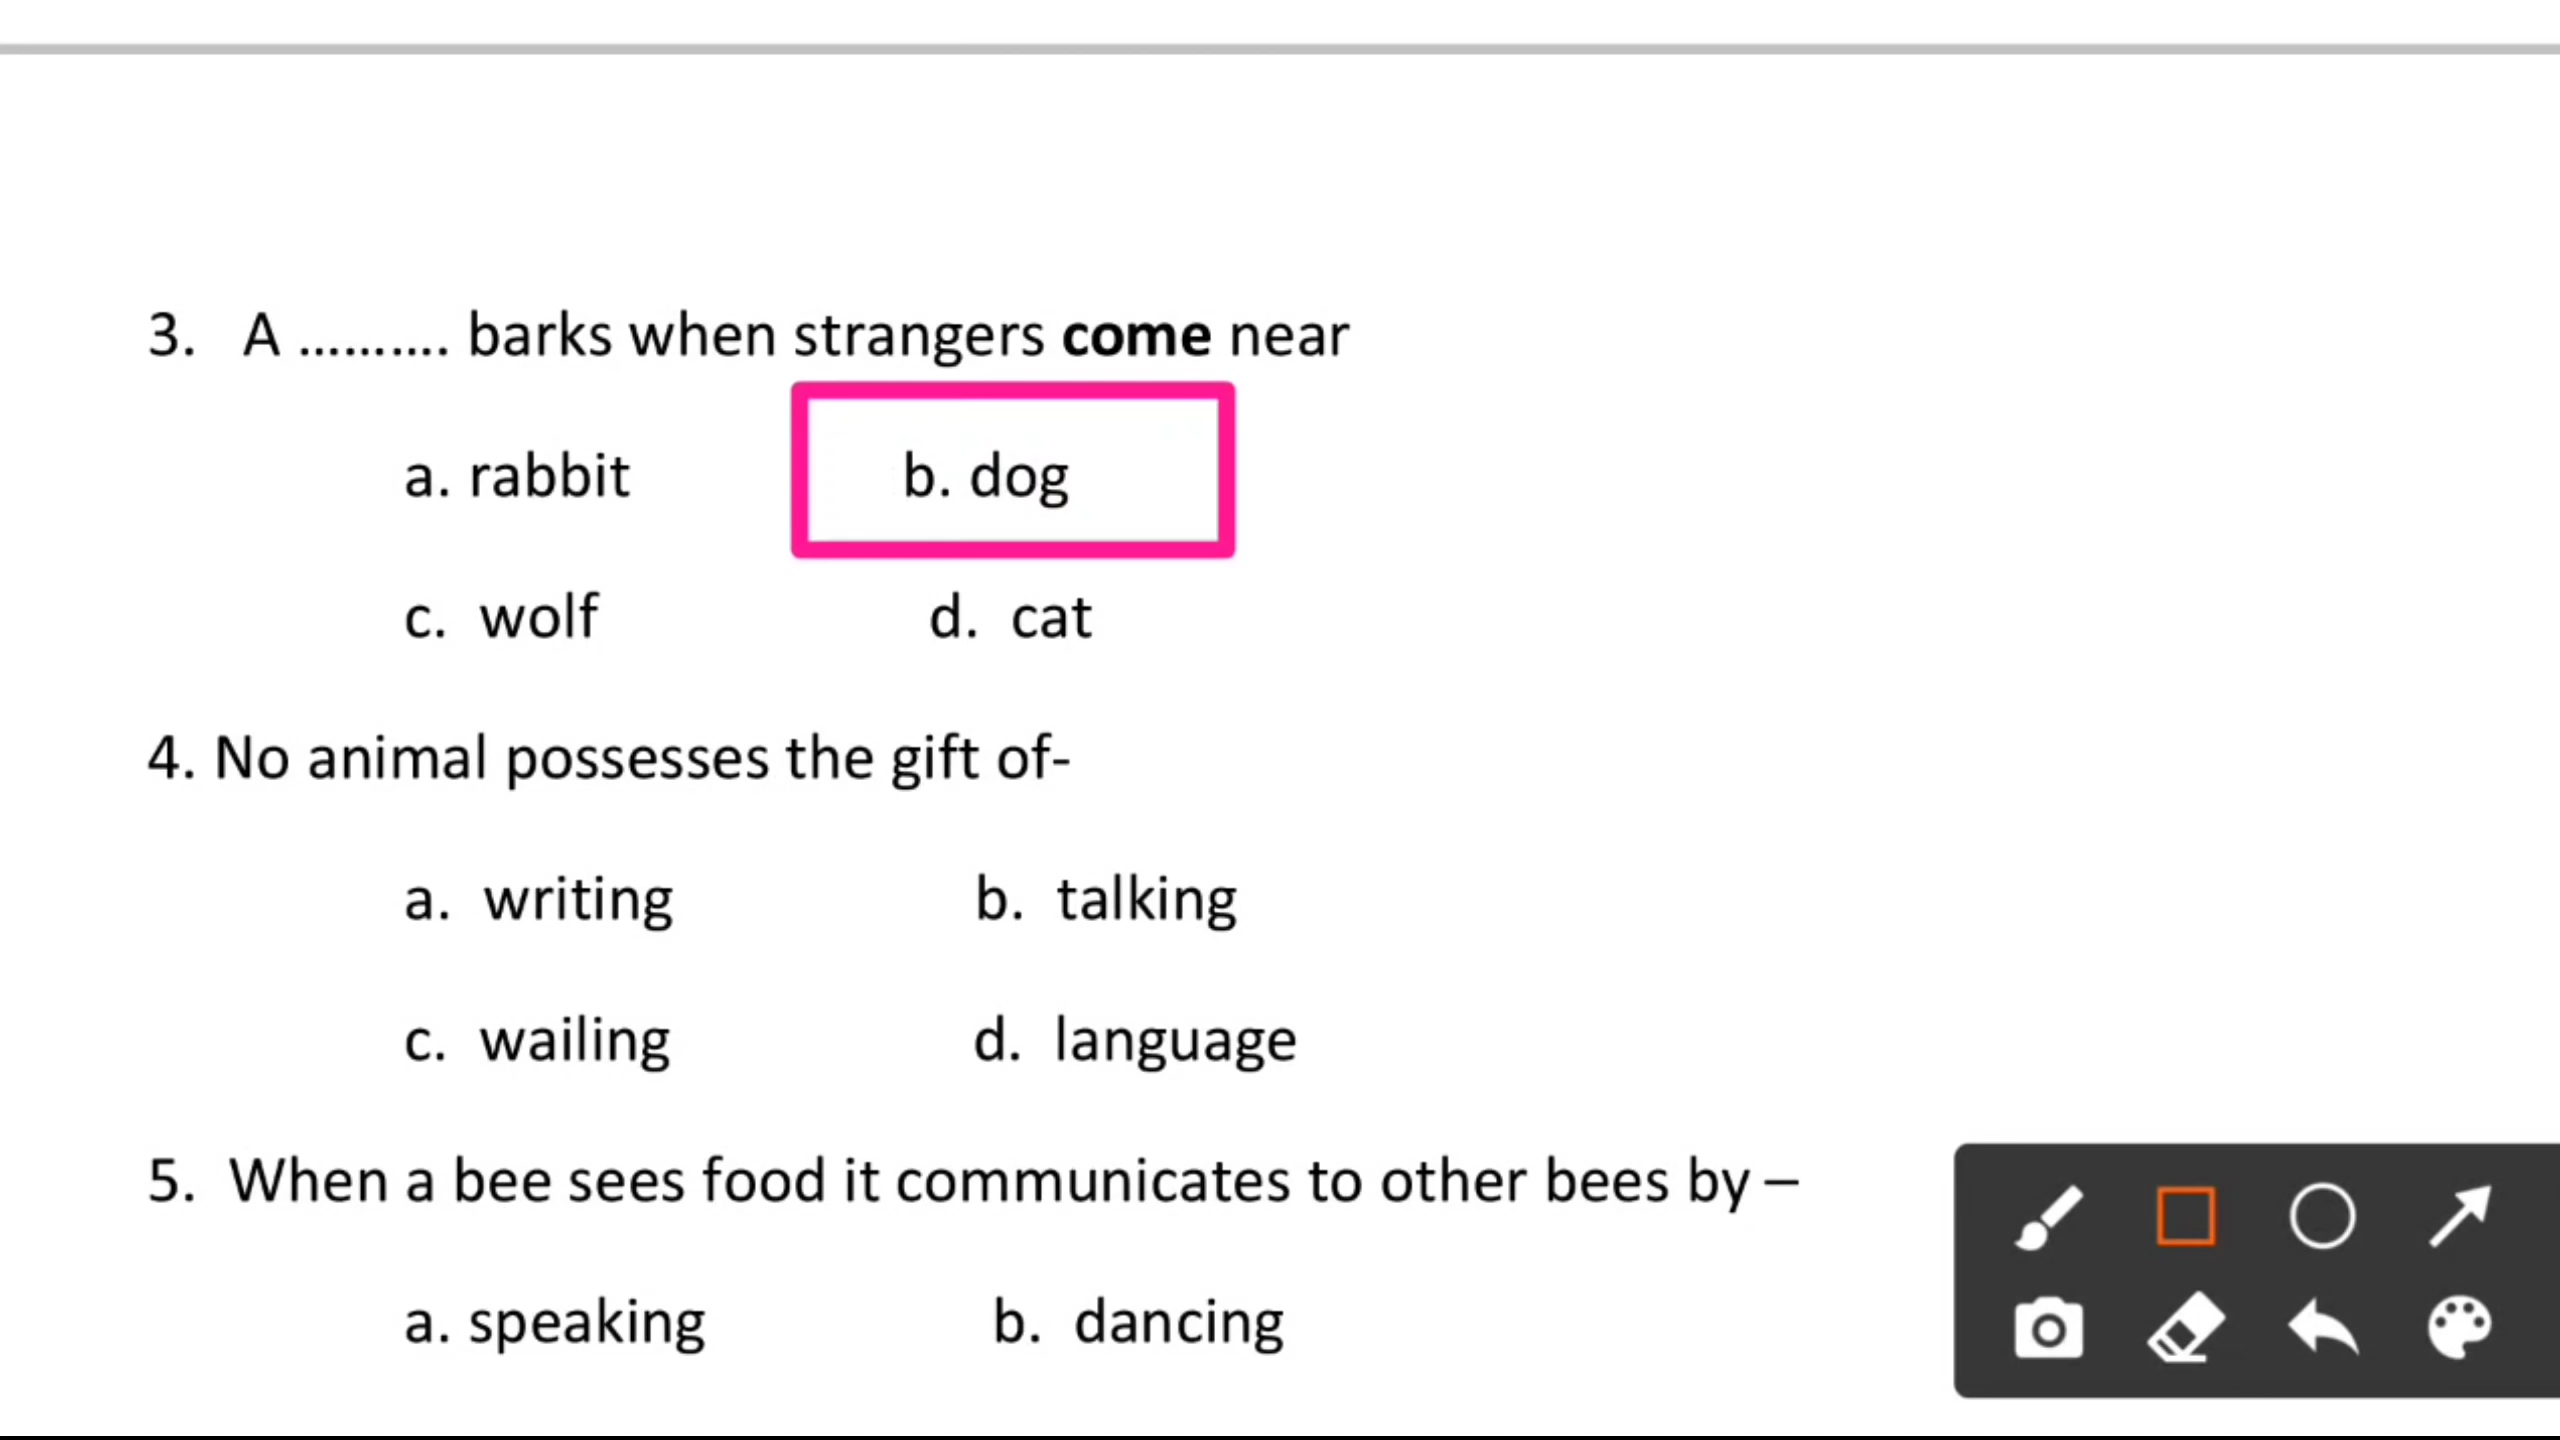 3. A .......... barks when strangers come near
a. rabbit b. dog
c. wolf d. cat
4. No animal possesses the gift of-
a. writing b. talking
c. wailing d. language
5. When a bee sees food it communicates to other bees by –
a. speaking b. dancing